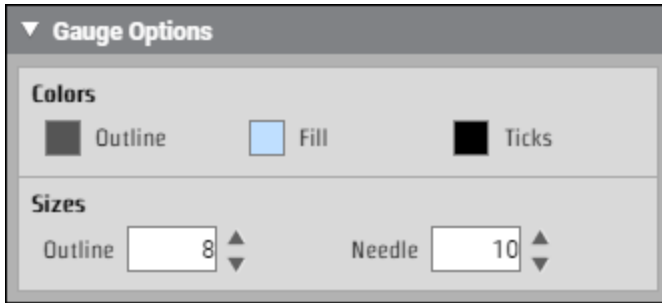 Gauge Options
Colors
Outline Fill Ticks
Sizes
Outline 8 Needle 10